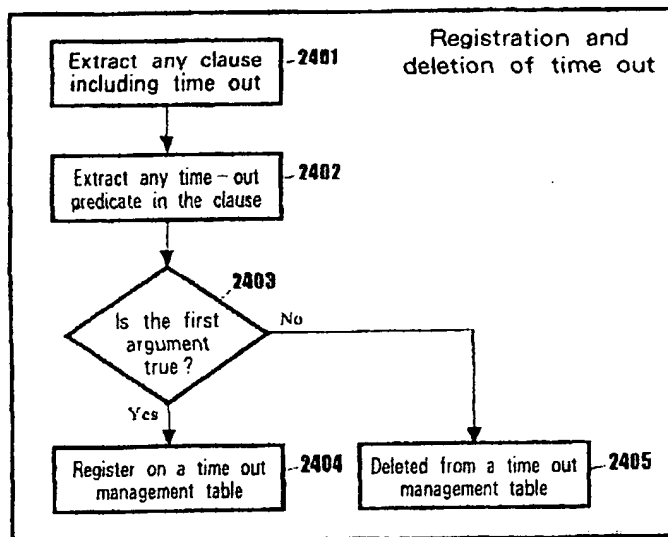 Registration and
deletion of time out
Extract any clause
including time out
2401
Extract any time-out
predicate in the clause
2402
2403
Is the first
argument
true?
No
Yes
Register on a time out
management table
2404
Deleted from a time out
management table
2405